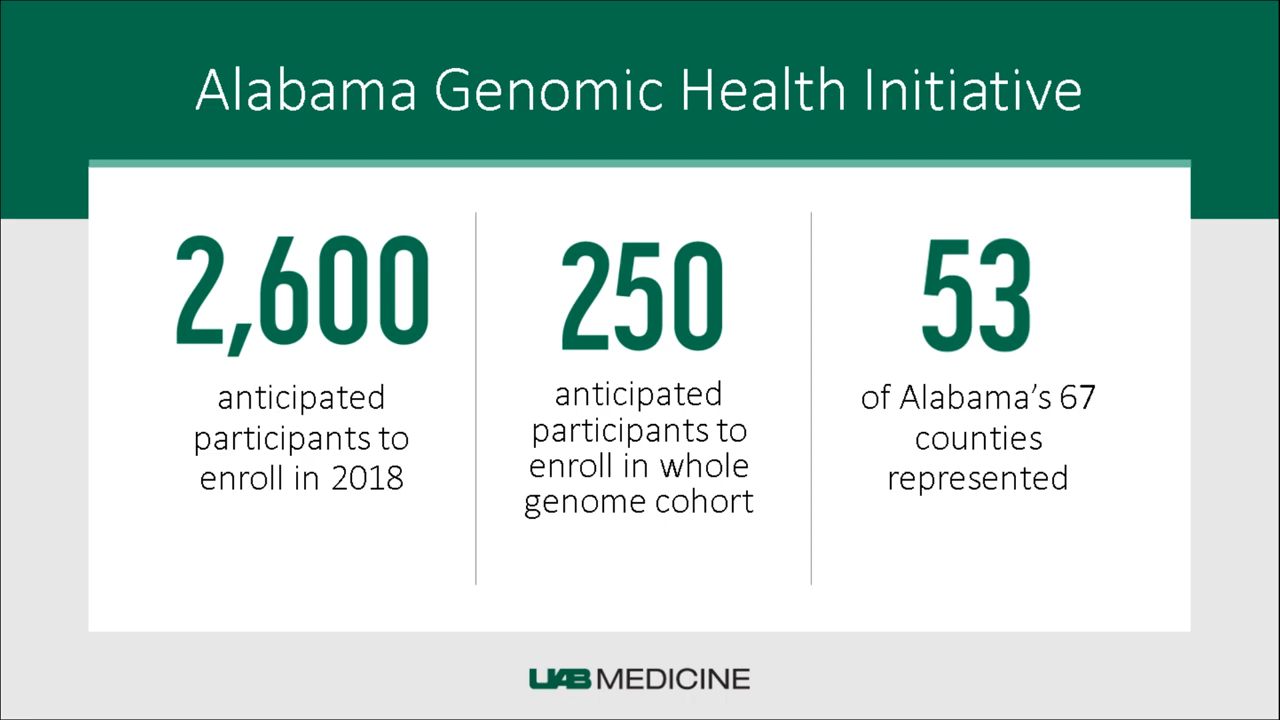 Alabama Genomic Health Initiative
2,600
anticipated
participants to
enroll in 2018
250
anticipated
participants to
enroll in whole
genome cohort
53
of Alabama’s 67
counties
represented
UAB MEDICINE